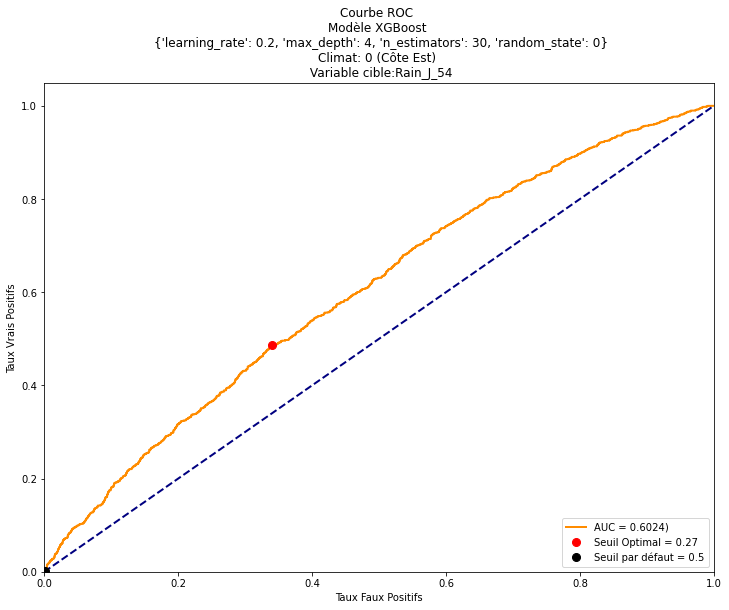 Courbe ROC
Modèle XGBoost
{'learning_rate': 0.2, 'max_depth': 4, 'n_estimators': 30, 'random_state': 0}
Climat: 0 (Côte Est)
Variable cible:Rain_J_54
1.0
0.8
0.6
0.4
0.2
0.0
Taux Vrais Positifs
AUC = 0.6024)
Seuil Optimal = 0.27
Seuil par défaut = 0.5
0.0 0.2 0.4 0.6 0.8 1.0
Taux Faux Positifs